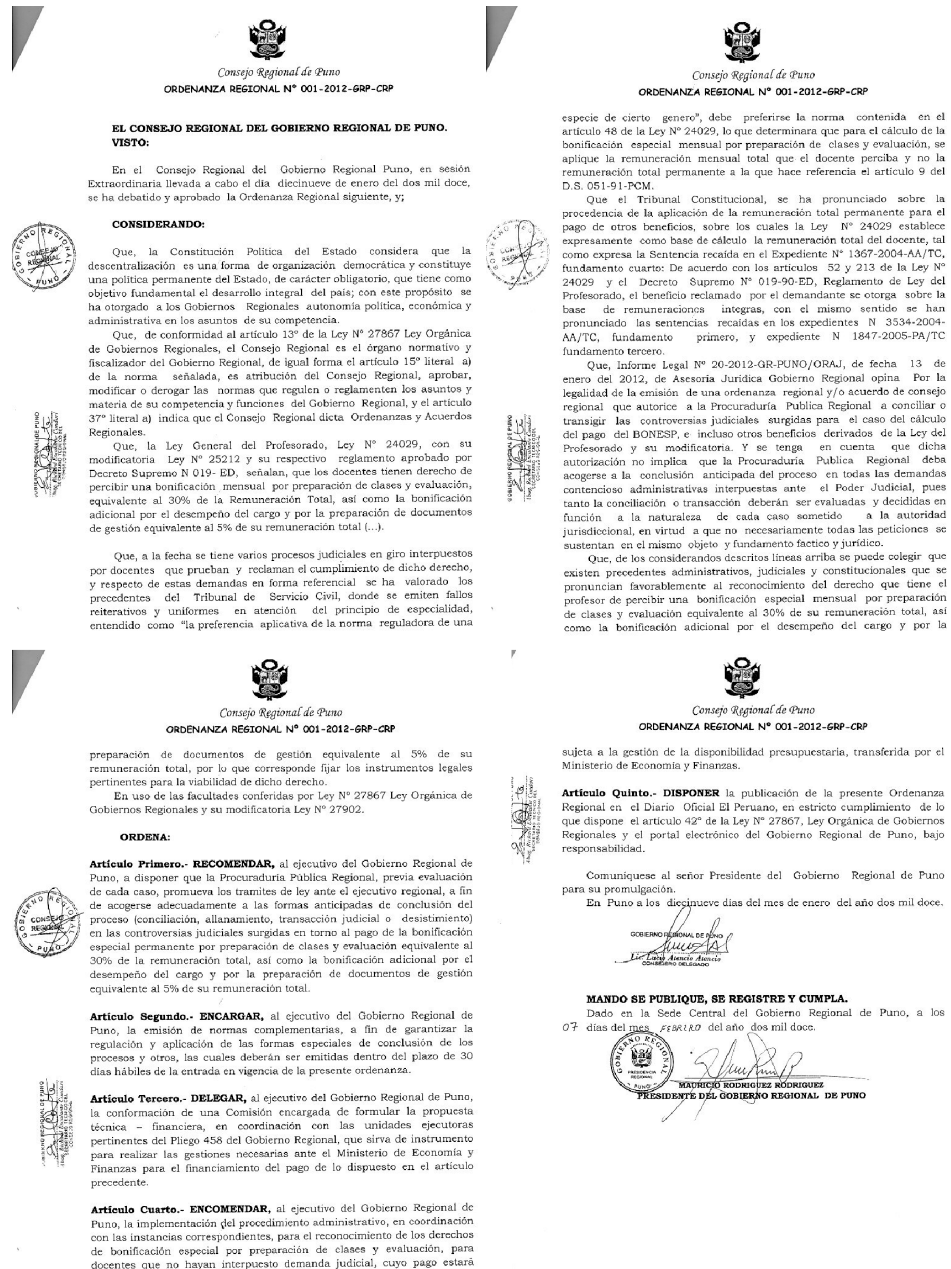 Consejo Regional de Puno
ORDENANZA REGIONAL Nº 001-2012-GRP-CRP
EL CONSEJO REGIONAL DEL GOBIERNO REGIONAL DE PUNO.
VISTO:
En el Consejo Regional del Gobierno Regional Puno, en sesión
Extraordinaria llevada a cabo el día diecinueve de enero del dos mil doce,
se ha debatido y aprobado la Ordenanza Regional siguiente, y;
CONSIDERANDO:
Que, la Constitución Política del Estado considera que la
descentralización es una forma de organización democrática y constituye
una política permanente del Estado, de carácter obligatorio, que tiene como
objetivo fundamental el desarrollo integral del país; con este propósito se
ha otorgado a los Gobiernos Regionales autonomía política, económica y
administrativa en los asuntos de su competencia.
Que, de conformidad al artículo 13º de la Ley Nº 27867 Ley Orgánica
de Gobiernos Regionales, el Consejo Regional es el órgano normativo y
fiscalizador del Gobierno Regional, de igual forma el artículo 15º literal a)
de la norma señalada, es atribución del Consejo Regional, aprobar,
modificar o derogar las normas que regulen o reglamenten los asuntos y
materia de su competencia y funciones del Gobierno Regional, y el artículo
37º literal a) indica que el Consejo Regional dicta Ordenanzas y Acuerdos
Regionales.
Que, la Ley General del Profesorado, Ley Nº 24029, con su
modificatoria Ley Nº 25212 y su respectivo reglamento aprobado por
Decreto Supremo N 019- ED, señalan, que los docentes tienen derecho de
percibir una bonificación mensual por preparación de clases y evaluación,
equivalente al 30% de la Remuneración Total, así como la bonificación
adicional por el desempeño del cargo y por la preparación de documentos
de gestión equivalente al 5% de su remuneración total (...).
Que, a la fecha se tiene varios procesos judiciales en giro interpuestos
por docentes que prueban y reclaman el cumplimiento de dicho derecho,
y respecto de estas demandas en forma referencial se ha valorado los
precedentes del Tribunal de Servicio Civil, donde se emiten fallos
reiterativos y uniformes en atención del principio de especialidad,
entendido como "la preferencia aplicativa de la norma reguladora de una
GOBIERNO REGIONAL
CONSEJO REGIONAL
PUNO
Consejo Regional de Puno
ORDENANZA REGIONAL Nº 001-2012-GRP-CRP
especie de cierto genero", debe preferirse la norma contenida en el
artículo 48 de la Ley Nº 24029, lo que determinara que para el cálculo de la
bonificación especial mensual por preparación de clases y evaluación, se
aplique la remuneración mensual total que el docente perciba y no la
remuneración total permanente a la que hace referencia el artículo 9 del
D.S. 051-91-PCM.
Que el Tribunal Constitucional, se ha pronunciado sobre la
procedencia de la aplicación de la remuneración total permanente para el
pago de otros beneficios, sobre los cuales la Ley Nº 24029 establece
expresamente como base de cálculo la remuneración total del docente, tal
como expresa la Sentencia recaída en el Expediente Nº 1367-2004-AA/TC,
fundamento cuarto: De acuerdo con los artículos 52 y 213 de la Ley Nº
24029 y el Decreto Supremo Nº 019-90-ED, Reglamento de Ley del
Profesorado, el beneficio reclamado por el demandante se otorga sobre la
base de remuneraciones integras, con el mismo sentido se han
pronunciado las sentencias recaídas en los expedientes N 3534-2004-
AA/TC, fundamento primero, y expediente N 1847-2005-PA/TC
fundamento tercero.
Que, Informe Legal Nº 20-2012-GR-PUNO/ORAJ, de fecha 13 de
enero del 2012, de Asesoría Jurídica Gobierno Regional opina Por la
legalidad de la emisión de una ordenanza regional y/o acuerdo de consejo
regional que autorice a la Procuraduría Publica Regional a conciliar o
transigir las controversias judiciales surgidas para el caso del cálculo
del pago del BONESP, e incluso otros beneficios derivados de la Ley del
Profesorado y su modificatoria. Y se tenga en cuenta que dicha
autorización no implica que la Procuraduría Publica Regional deba
acogerse a la conclusión anticipada del proceso en todas las demandas
contencioso administrativas interpuestas ante el Poder Judicial, pues
tanto la conciliación o transacción deberán ser evaluadas y decididas en
función a la naturaleza de cada caso sometido a la autoridad
jurisdiccional, en virtud a que no necesariamente todas las peticiones se
sustentan en el mismo objeto y fundamento factico y jurídico.
Que, de los considerandos descritos líneas arriba se puede colegir que
existen precedentes administrativos, judiciales y constitucionales que se
pronuncian favorablemente al reconocimiento del derecho que tiene el
profesor de percibir una bonificación especial mensual por preparación
de clases y evaluación equivalente al 30% de su remuneración total, así
como la bonificación adicional por el desempeño del cargo y por la
Consejo Regional de Puno
ORDENANZA REGIONAL Nº 001-2012-GRP-CRP
preparación de documentos de gestión equivalente al 5% de su
remuneración total, por lo que corresponde fijar los instrumentos legales
pertinentes para la viabilidad de dicho derecho.
En uso de las facultades conferidas por Ley Nº 27867 Ley Orgánica de
Gobiernos Regionales y su modificatoria Ley Nº 27902.
ORDENA:
Artículo Primero.- RECOMENDAR, al ejecutivo del Gobierno Regional de
Puno, a disponer que la Procuraduría Pública Regional, previa evaluación
de cada caso, promueva los tramites de ley ante el ejecutivo regional, a fin
de acogerse adecuadamente a las formas anticipadas de conclusión del
proceso (conciliación, allanamiento, transacción judicial o desistimiento)
en las controversias judiciales surgidas en torno al pago de la bonificación
especial permanente por preparación de clases y evaluación equivalente al
30% de la remuneración total, así como la bonificación adicional por el
desempeño del cargo y por la preparación de documentos de gestión
equivalente al 5% de su remuneración total.
Artículo Segundo.- ENCARGAR, al ejecutivo del Gobierno Regional de
Puno, la emisión de normas complementarias, a fin de garantizar la
regulación y aplicación de las formas especiales de conclusión de los
procesos y otros, las cuales deberán ser emitidas dentro del plazo de 30
días hábiles de la entrada en vigencia de la presente ordenanza.
Artículo Tercero.- DELEGAR, al ejecutivo del Gobierno Regional de Puno,
la conformación de una Comisión encargada de formular la propuesta
técnica – financiera, en coordinación con las unidades ejecutoras
pertinentes del Pliego 458 del Gobierno Regional, que sirva de instrumento
para realizar las gestiones necesarias ante el Ministerio de Economía y
Finanzas para el financiamiento del pago de lo dispuesto en el artículo
precedente.
Artículo Cuarto.- ENCOMENDAR, al ejecutivo del Gobierno Regional de
Puno, la implementación del procedimiento administrativo, en coordinación
con las instancias correspondientes, para el reconocimiento de los derechos
de bonificación especial por preparación de clases y evaluación, para
docentes que no hayan interpuesto demanda judicial, cuyo pago estará
GOBIERNO REGIONAL
CONSEJO REGIONAL
PUNO
Consejo Regional de Puno
ORDENANZA REGIONAL Nº 001-2012-GRP-CRP
sujeta a la gestión de la disponibilidad presupuestaria, transferida por el
Ministerio de Economía y Finanzas.
Artículo Quinto.- DISPONER la publicación de la presente Ordenanza
Regional en el Diario Oficial El Peruano, en estricto cumplimiento de lo
que dispone el artículo 42º de la Ley Nº 27867, Ley Orgánica de Gobiernos
Regionales y el portal electrónico del Gobierno Regional de Puno, bajo
responsabilidad.
Comuníquese al señor Presidente del Gobierno Regional de Puno
para su promulgación.
En Puno a los diecinueve días del mes de enero del año dos mil doce.
GOBIERNO REGIONAL DE PUNO
Lic. Lucio Atencio Atencio
CONSEJERO DELEGADO
MANDO SE PUBLIQUE, SE REGISTRE Y CUMPLA.
Dado en la Sede Central del Gobierno Regional de Puno, a los
07 días del mes FEBRERO del año dos mil doce.
GOBIERNO REGIONAL
PRESIDENCIA REGIONAL
PUNO
MAURICIO RODRIGUEZ RODRIGUEZ
PRESIDENTE DEL GOBIERNO REGIONAL DE PUNO